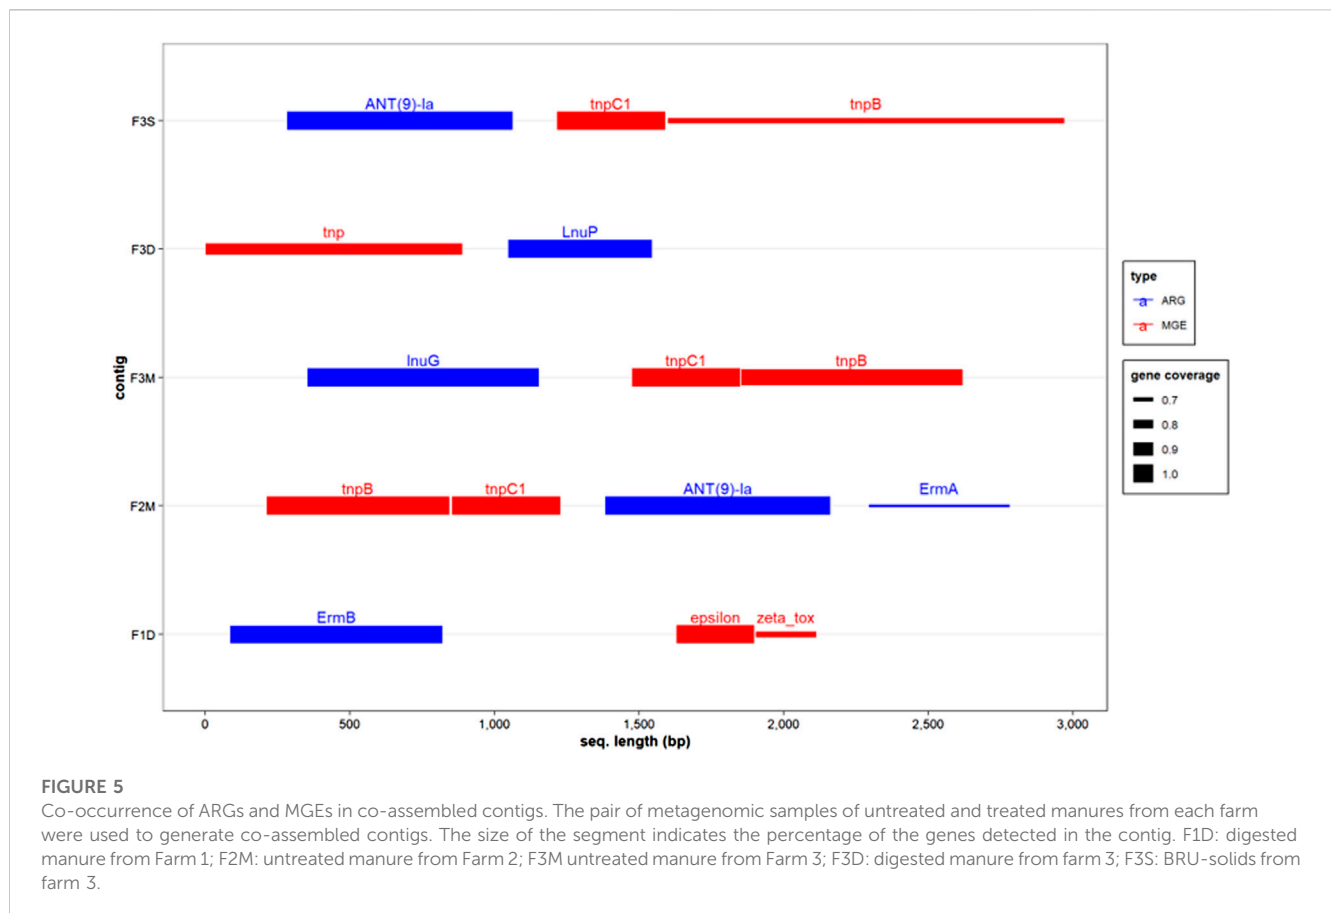 ANT(9)-Ia
tnpC1
tnpB
F3S
tnp
LnuP
F3D
lnuG
tnpC1
tnpB
F3M
tnpB
tnpC1
ANT(9)-Ia
ErmA
F2M
ErmB
epsilon
zeta_tox
F1D
contig
0
500
1,000
1,500
2,000
2,500
3,000
seq. length (bp)
type
a ARG
a MGE
gene coverage
0.7
0.8
0.9
1.0
FIGURE 5
Co-occurrence of ARGs and MGEs in co-assembled contigs. The pair of metagenomic samples of untreated and treated manures from each farm
were used to generate co-assembled contigs. The size of the segment indicates the percentage of the genes detected in the contig. F1D: digested
manure from Farm 1; F2M: untreated manure from Farm 2; F3M untreated manure from Farm 3; F3D: digested manure from farm 3; F3S: BRU-solids from
farm 3.